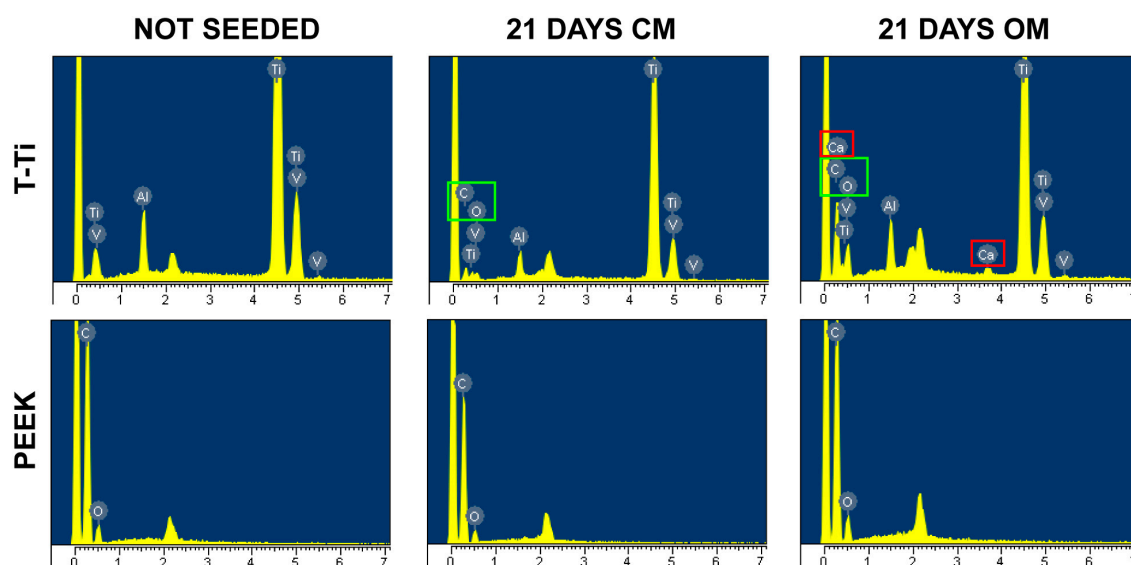 NOT SEEDED
21 DAYS CM
21 DAYS OM
T-Ti
Ti
Ti
V
Al
Ti
V
V
0 1 2 3 4 5 6 7
Ti
C
O
V
Ti
Al
Ti
V
V
0 1 2 3 4 5 6 7
Ti
Ca
C
O
V
Ti
Al
Ca
Ti
V
V
0 1 2 3 4 5 6
PEEK
C
O
0 1 2 3 4 5 6 7
C
O
0 1 2 3 4 5 6 7
C
O
0 1 2 3 4 5 6